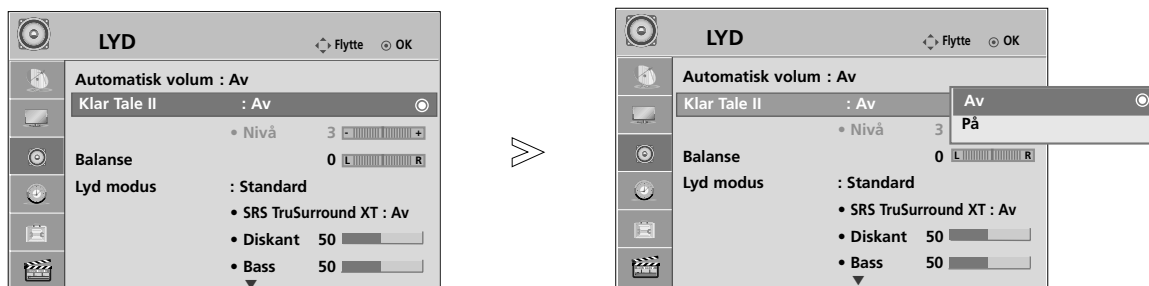 LYD
Flytte OK
Automatisk volum : Av
Klar Tale II : Av
• Nivå 3 - +
Balanse 0 L R
Lyd modus : Standard
• SRS TruSurround XT : Av
• Diskant 50
• Bass 50
LYD
Flytte OK
Automatisk volum : Av
Klar Tale II : Av
Av
På
• Nivå 3
Balanse 0 L R
Lyd modus : Standard
• SRS TruSurround XT : Av
• Diskant 50
• Bass 50